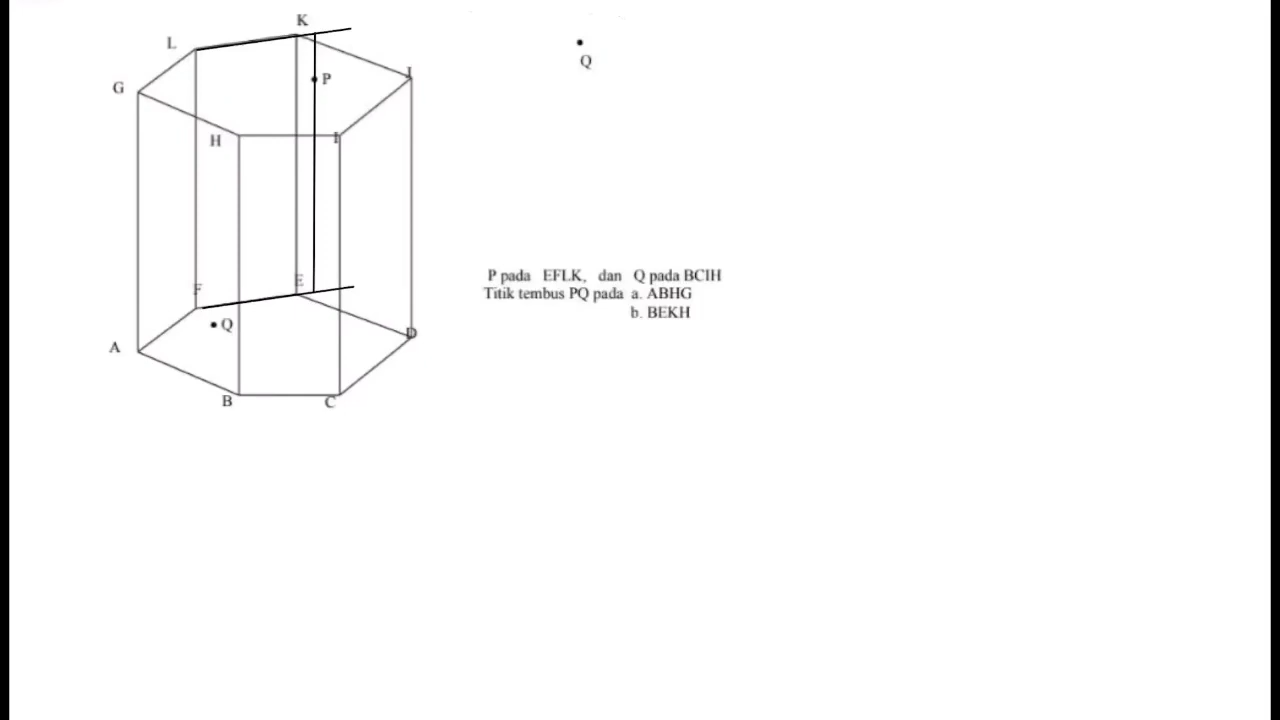 K
L
J
Q
P
G
H
I
P pada EFLK, dan Q pada BCIH
E
F
Titik tembus PQ pada a. ABHG
b. BEKH
Q
D
A
B
C